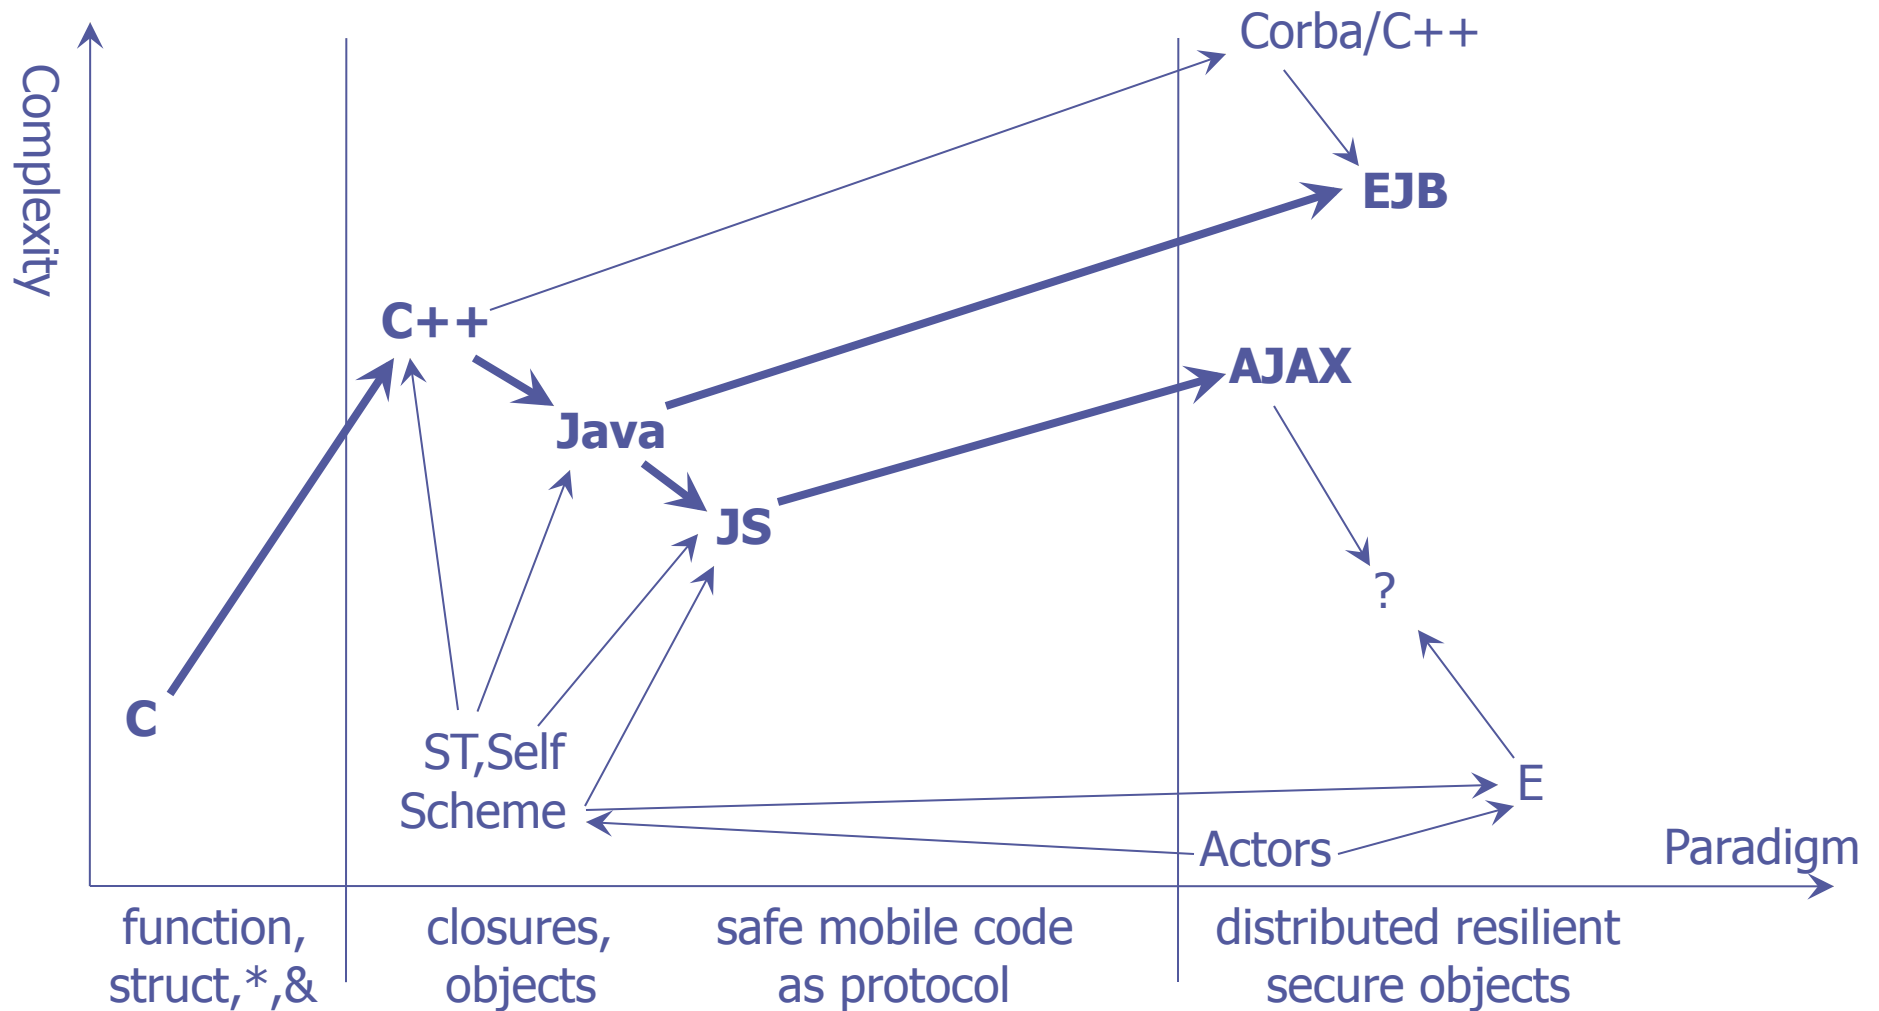 Corba/C++
Complexity
EJB
C++
AJAX
Java
JS
?
C
ST,Self
E
Scheme
Actors
Paradigm
function,
struct,*,&
closures,
objects
safe mobile code
as protocol
distributed resilient
secure objects